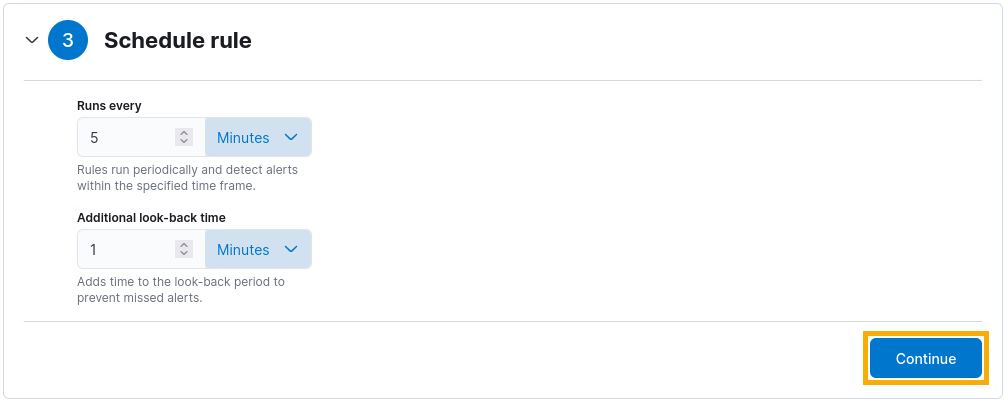 3 Schedule rule
Runs every
5 Minutes
Rules run periodically and detect alerts
within the specified time frame.
Additional look-back time
1 Minutes
Adds time to the look-back period to
prevent missed alerts.
Continue